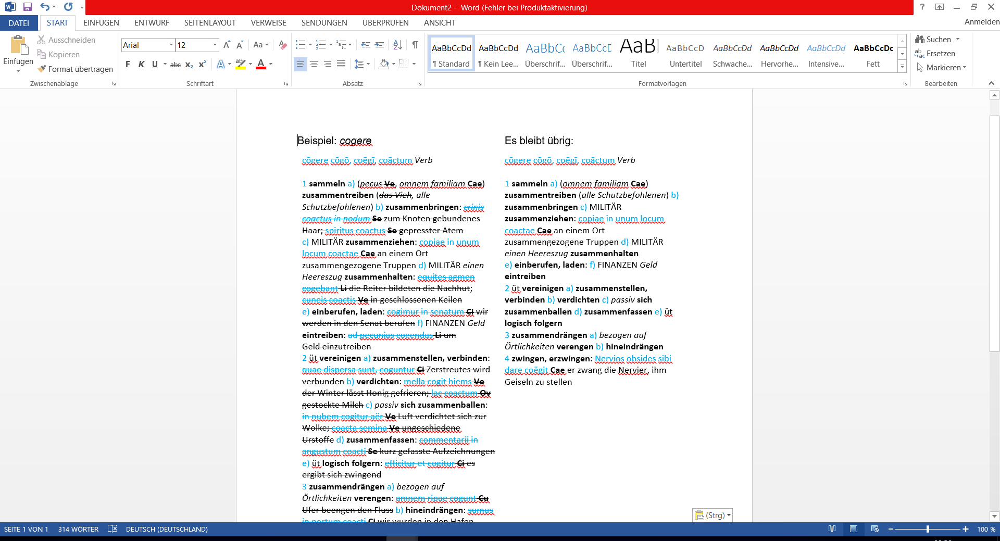 Dokument2 - Word (Fehler bei Produktaktivierung)
?
DATEI START EINFÜGEN ENTWURF SEITENLAYOUT VERWEISE SENDUNGEN ÜBERPRÜFEN ANSICHT Anmelden
Einfügen
Ausschneiden
Kopieren
Format übertragen
Zwischenablage
Arial 12
F K U abc x₂ x² A ab A
Schriftart
Absatz
AaBbCcDd AaBbCcDd AaBbCc AaBbCcD AaBl AaBbCcD AaBbCcDd AaBbCcDd AaBbCcDd AaBbCcDc
¶ Standard ¶ Kein Lee... Überschrif... Überschrif... Titel Untertitel Schwache... Hervorhe... Intensive... Fett
Formatvorlagen
Suchen
Ersetzen
Markieren
Bearbeiten
Beispiel: cogere
cōgere cōgō, coēgī, coāctum Verb
1 sammeln a) (pecus Ve, omnem familiam Cae)
zusammentreiben (das Vieh, alle
Schutzbefohlenen) b) zusammenbringen: crinis
coactus in nodum Se zum Knoten gebundenes
Haar; spiritus coactus Se gepresster Atem
c) MILITÄR zusammenziehen: copiae in unum
locum coactae Cae an einem Ort
zusammengezogene Truppen d) MILITÄR einen
Heereszug zusammenhalten: equites agmen
cogebant Li die Reiter bildeten die Nachhut;
cuneis coactis Ve in geschlossenen Keilen
e) einberufen, laden: cogimur in senatum Ci wir
werden in den Senat berufen f) FINANZEN Geld
eintreiben: ad pecunias cogendas Li um
Geld einzutreiben
2 üt vereinigen a) zusammenstellen, verbinden:
quae dispersa sunt, coguntur Ci Zerstreutes wird
verbunden b) verdichten: mella cogit hiems Ve
der Winter lässt Honig gefrieren; lac coactum Ov
gestockte Milch c) passiv sich zusammenballen:
in nubem cogitur aër Ve Luft verdichtet sich zur
Wolke; coacta semina Ve ungeschiedene
Urstoffe d) zusammenfassen: commentarii in
angustum coacti Se kurz gefasste Aufzeichnungen
e) üt logisch folgern: efficitur et cogitur Ci es
ergibt sich zwingend
3 zusammendrängen a) bezogen auf
Örtlichkeiten verengen: amnem ripae cogunt Cu
Ufer beengen den Fluss b) hineindrängen: sumus
in portum coacti Ci wir wurden in den Hafen
Es bleibt übrig:
cōgere cōgō, coēgī, coāctum Verb
1 sammeln a) (omnem familiam Cae)
zusammentreiben (alle Schutzbefohlenen) b)
zusammenbringen c) MILITÄR
zusammenziehen: copiae in unum locum
coactae Cae an einem Ort
zusammengezogene Truppen d) MILITÄR
einen Heereszug zusammenhalten
e) einberufen, laden: f) FINANZEN Geld
eintreiben
2 üt vereinigen a) zusammenstellen,
verbinden b) verdichten c) passiv sich
zusammenballen d) zusammenfassen e) üt
logisch folgern
3 zusammendrängen a) bezogen auf
Örtlichkeiten verengen b) hineindrängen
4 zwingen, erzwingen: Nervios obsides sibi
dare coëgit Cae er zwang die Nervier, ihm
Geiseln zu stellen
(Strg)
SEITE 1 VON 1 314 WÖRTER DEUTSCH (DEUTSCHLAND) 100 %